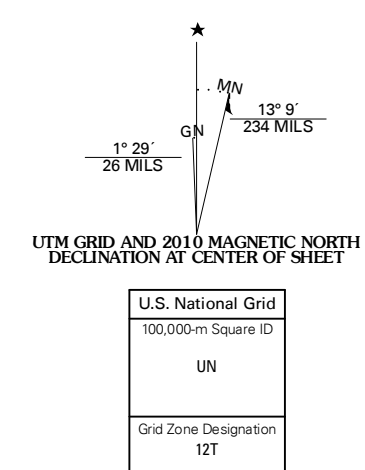 MN
GN
13° 9´
234 MILS
1° 29´
26 MILS
UTM GRID AND 2010 MAGNETIC NORTH
DECLINATION AT CENTER OF SHEET
U.S. National Grid
100,000-m Square ID
UN
Grid Zone Designation
12T